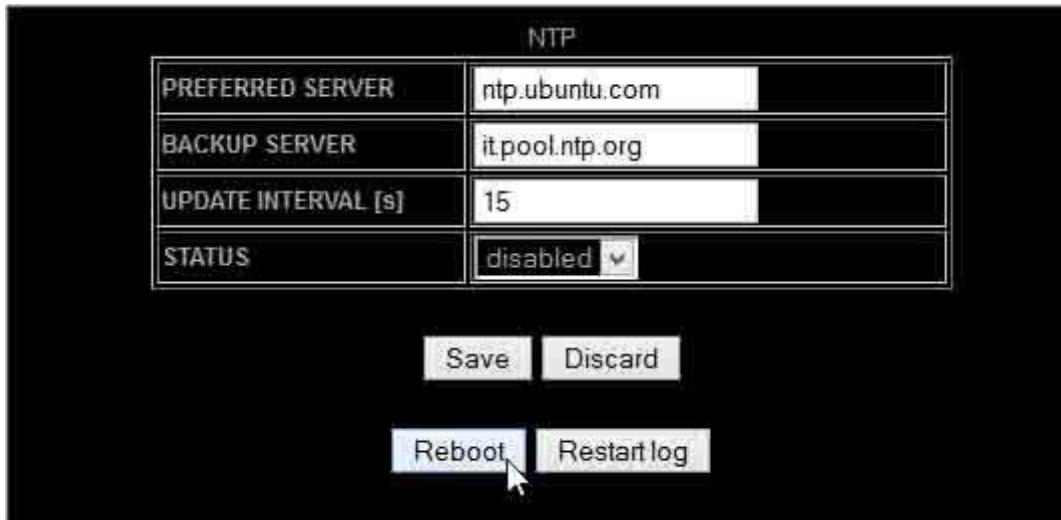 NTP
PREFERRED SERVER ntp.ubuntu.com
BACKUP SERVER it.pool.ntp.org
UPDATE INTERVAL [s] 15
STATUS disabled
Save Discard
Reboot Restart log